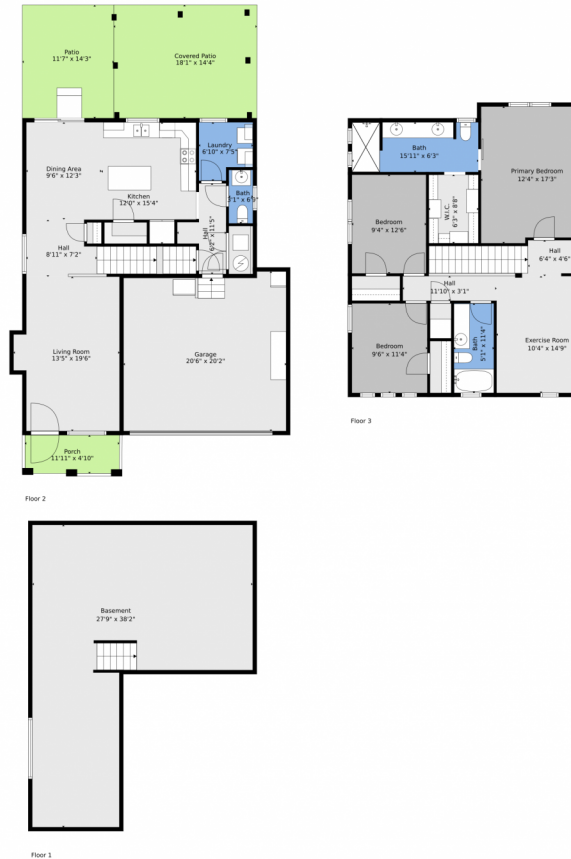 Patio
11'7" x 14'3"
Covered Patio
18'1" x 14'4"
Laundry
6'10" x 7'5"
Dining Area
9'6" x 12'3"
Kitchen
12'0" x 15'4"
Bath
Hall
8'11" x 7'2"
Hall
6'2" x 11'5"
Living Room
13'5" x 19'6"
Garage
20'6" x 20'2"
Porch
11'11" x 4'10"
Floor 2
Bath
15'11" x 6'3"
Primary Bedroom
12'4" x 17'3"
Bedroom
9'4" x 12'6"
W.I.C.
6'3" x 8'8"
Hall
6'4" x 4'6"
Hall
11'10" x 3'1"
Bedroom
9'6" x 11'4"
Bath
5'1" x 11'4"
Exercise Room
10'4" x 14'9"
Floor 3
Basement
27'9" x 38'2"
Floor 1